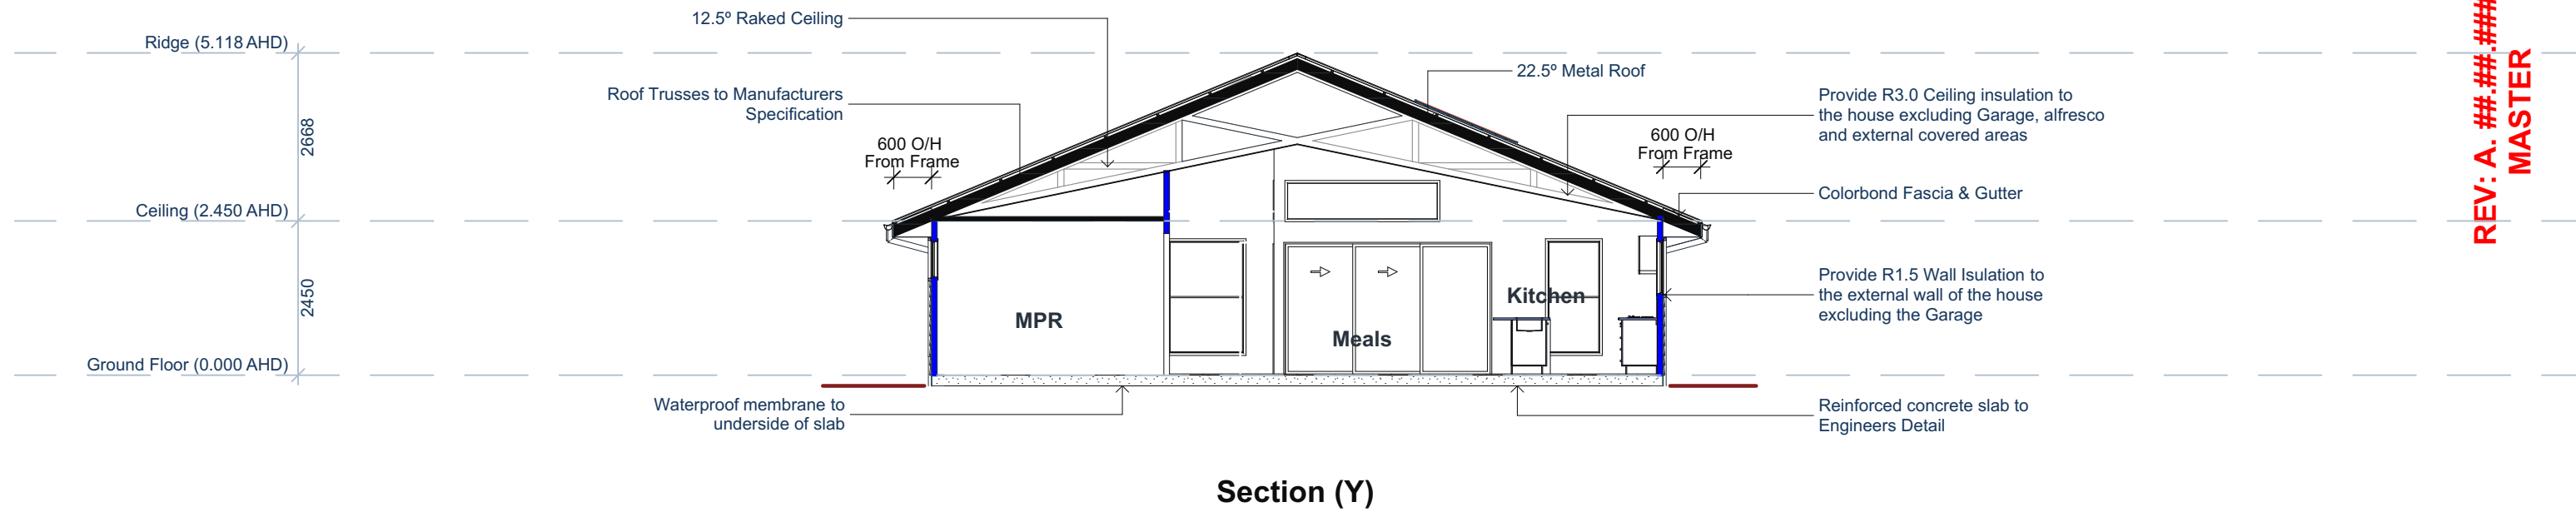 12.5º Raked Ceiling
Ridge (5.118 AHD)
22.5º Metal Roof
Roof Trusses to Manufacturers
Specification
Provide R3.0 Ceiling insulation to
the house excluding Garage, alfresco
and external covered areas
2668
600 O/H
From Frame
600 O/H
From Frame
Colorbond Fascia & Gutter
Ceiling (2.450 AHD)
2450
Provide R1.5 Wall Isulation to
the external wall of the house
excluding the Garage
MPR
Meals
Kitchen
Ground Floor (0.000 AHD)
Waterproof membrane to
underside of slab
Reinforced concrete slab to
Engineers Detail
Section (Y)
REV: A. ##.##.##
MASTER